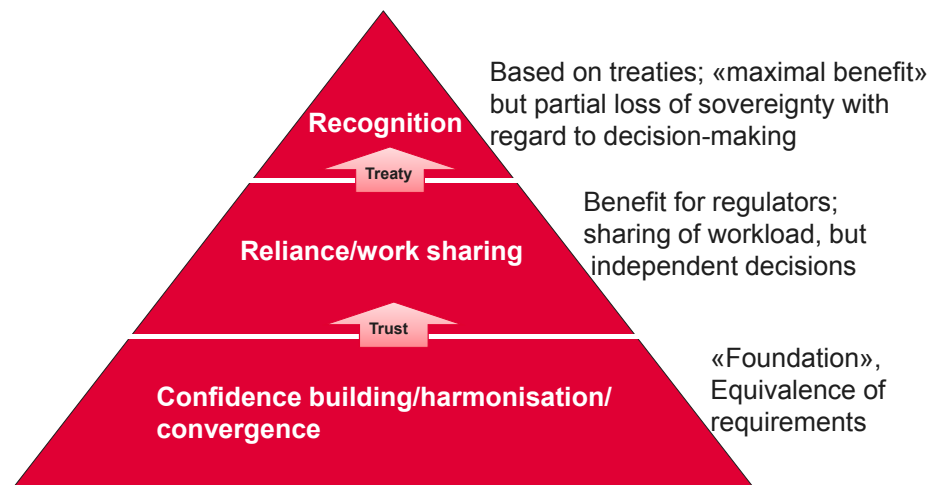 Recognition
Based on treaties; «maximal benefit»
but partial loss of sovereignty with
regard to decision-making
Treaty
Reliance/work sharing
Benefit for regulators;
sharing of workload, but
independent decisions
Trust
Confidence building/harmonisation/
convergence
«Foundation»,
Equivalence of
requirements